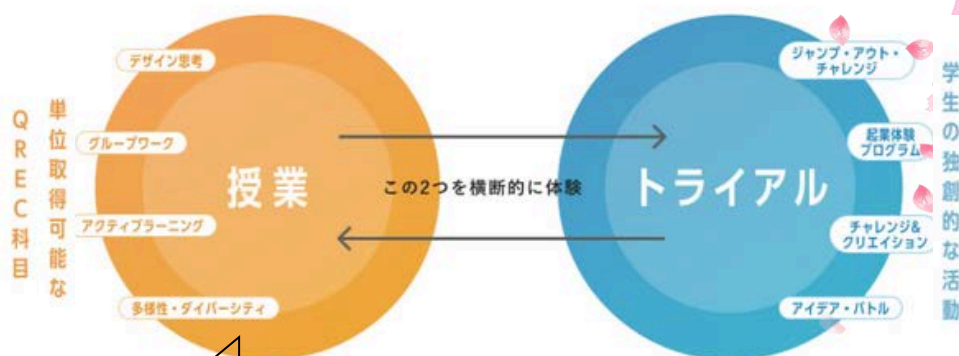 単位取得可能な
QREC科目
デザイン思考
グループワーク
アクティブラーニング
多様性・ダイバーシティ
授業
この2つを横断的に体験
トライアル
ジャンプ・アウト・
チャレンジ
起業体験
プログラム
チャレンジ&
クリエイション
アイデア・バトル
学生の独創的な活動